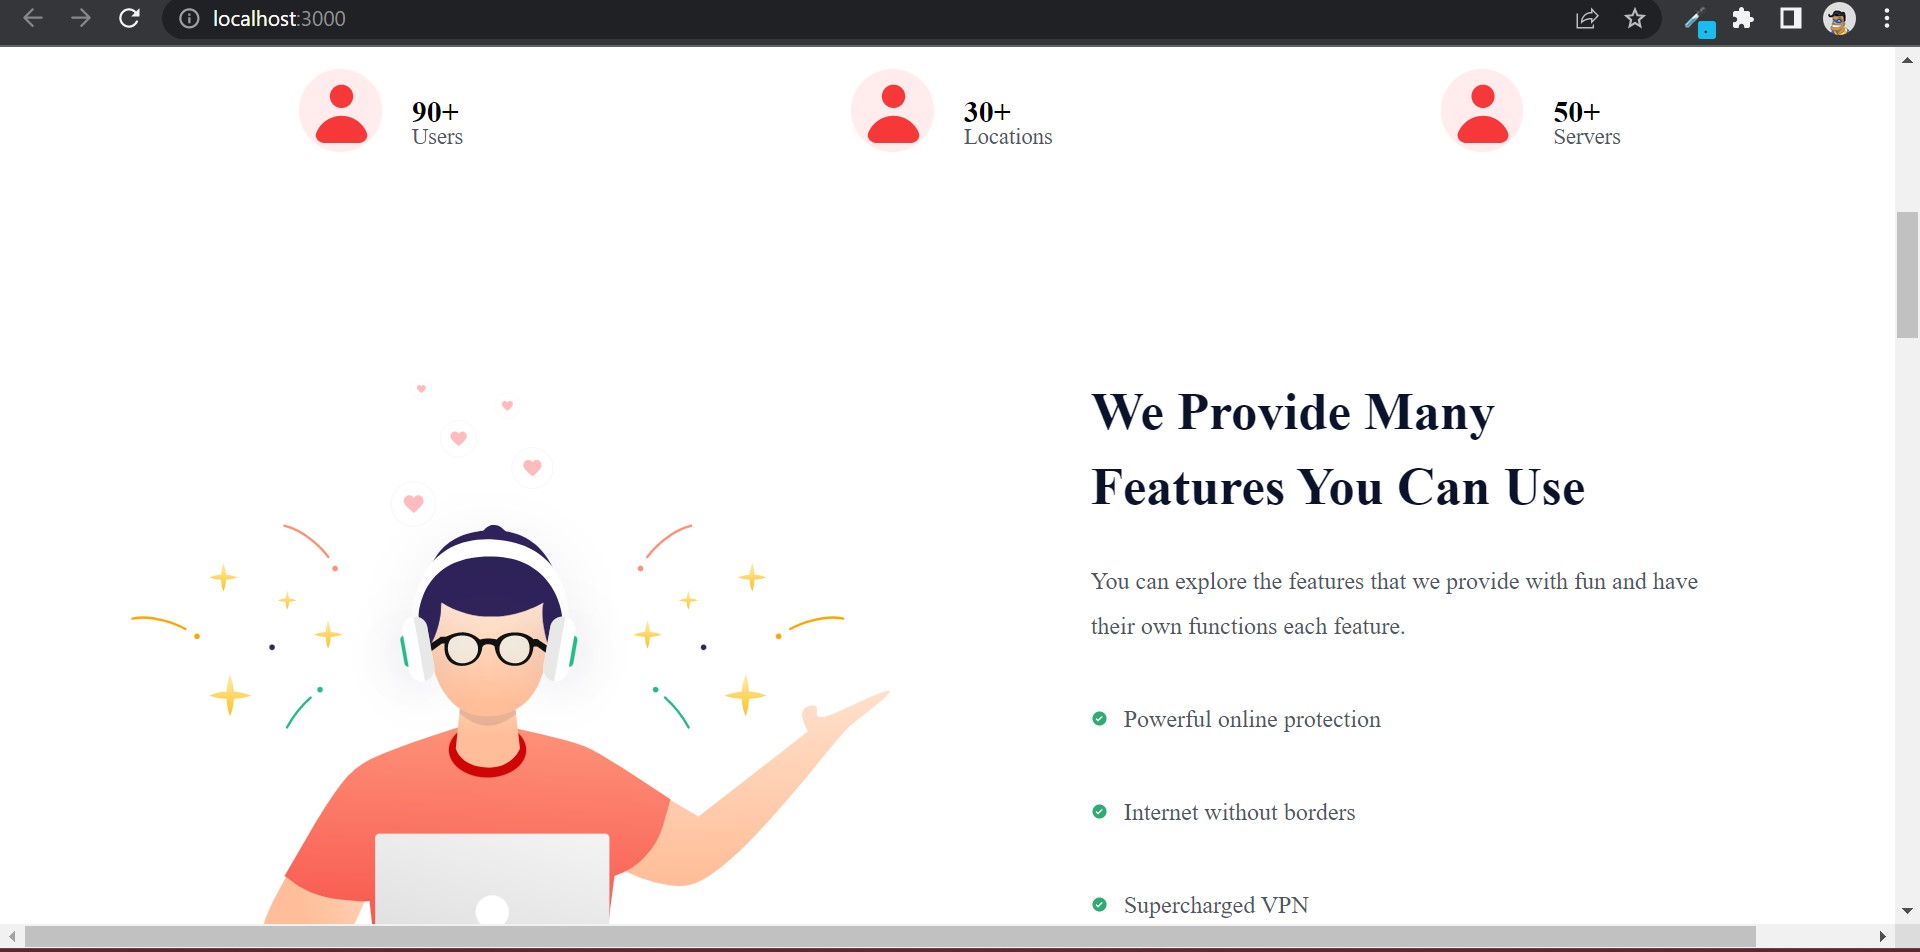 localhost:3000
90+
Users
30+
Locations
50+
Servers
We Provide Many
Features You Can Use
You can explore the features that we provide with fun and have
their own functions each feature.
Powerful online protection
Internet without borders
Supercharged VPN